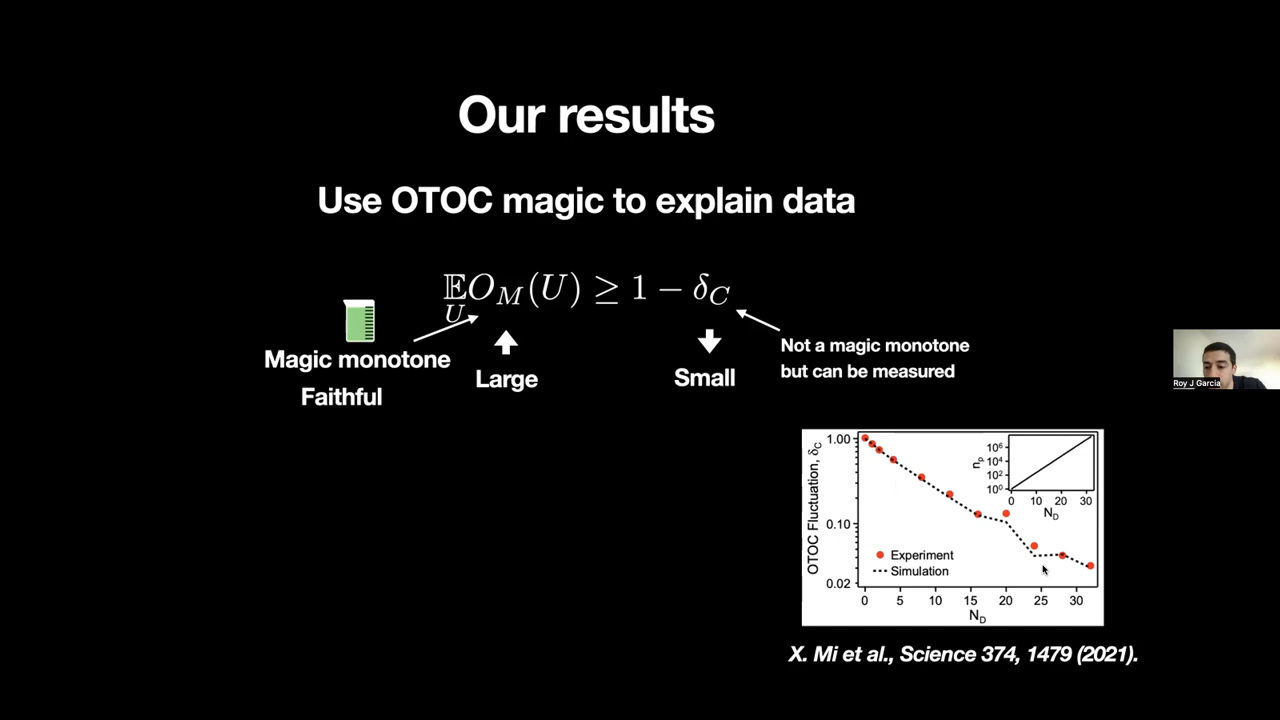 Our results
Use OTOC magic to explain data
𝔼_U O_M(U) ≥ 1 − δ_C
Magic monotone
Faithful
Large
Small
Not a magic monotone
but can be measured
Roy J Garcia
OTOC Fluctuation, δ_C
1.00
0.10
0.02
0 5 10 15 20 25 30
N_D
Experiment
Simulation
n_p
10⁶
10⁴
10²
10⁰
0 10 20 30
N_D
X. Mi et al., Science 374, 1479 (2021).